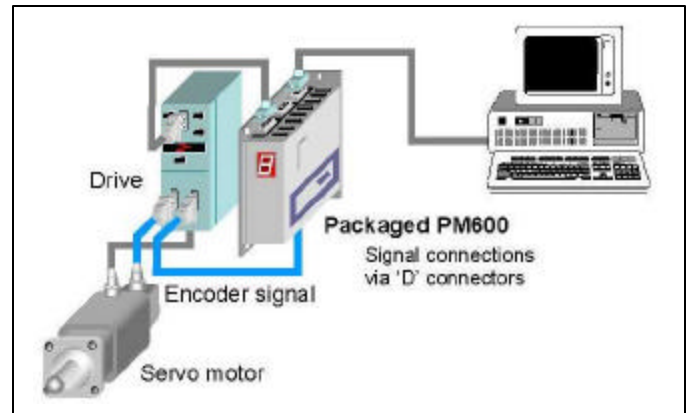 Drive
Packaged PM600
Signal connections
via 'D' connectors
Encoder signal
Servo motor